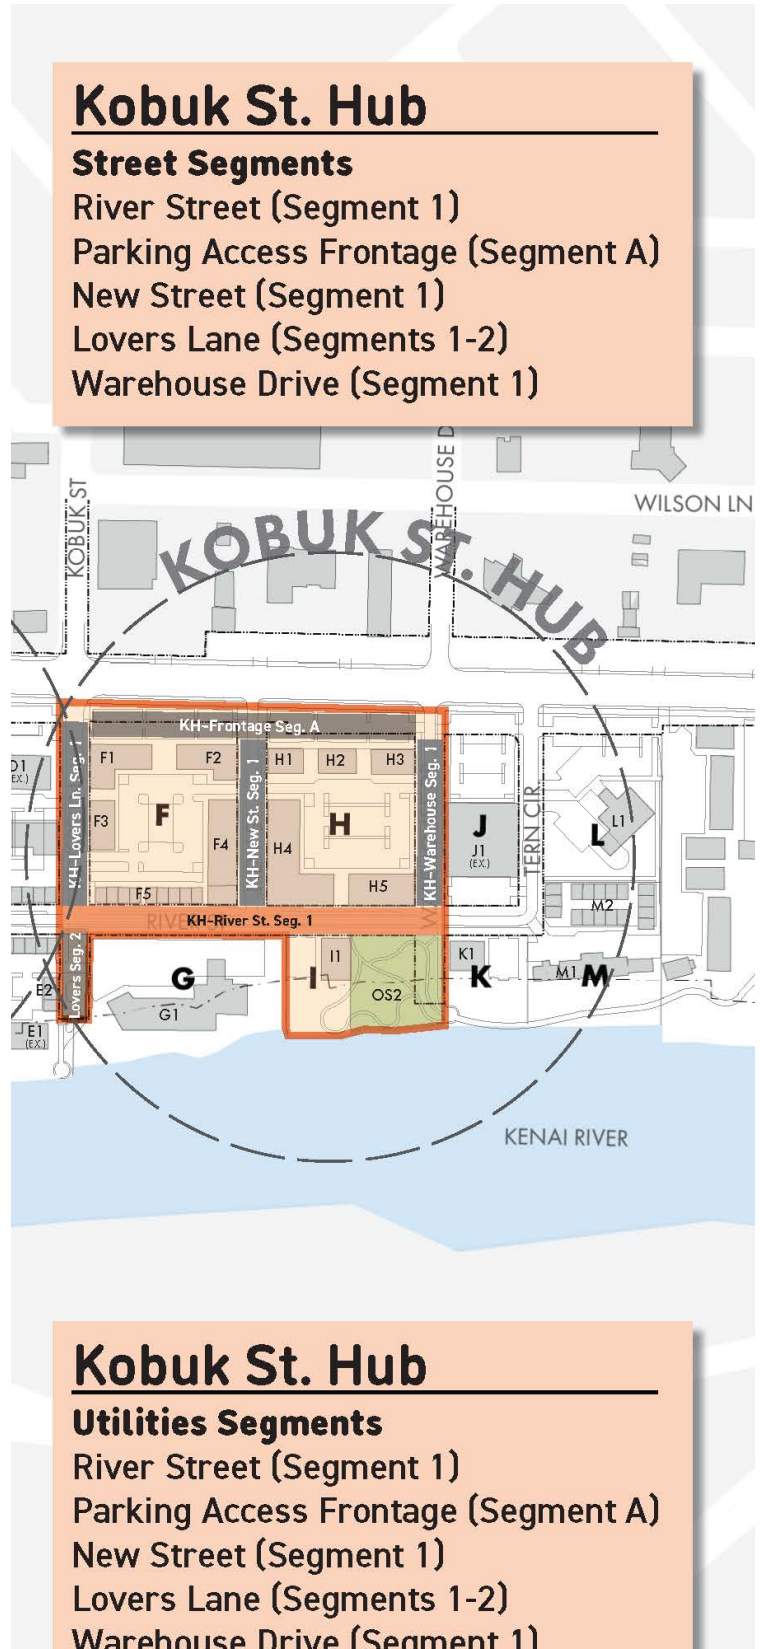 Kobuk St. Hub
Street Segments
River Street (Segment 1)
Parking Access Frontage (Segment A)
New Street (Segment 1)
Lovers Lane (Segments 1-2)
Warehouse Drive (Segment 1)
KOBUK ST
WAREHOUSE D
WILSON LN
KOBUK ST. HUB
KH-Frontage Seg. A
KH-Lovers Ln. Seg. 1
KH-New St. Seg. 1
KH-Warehouse Seg. 1
D1
EX.)
F1
F2
H1
H2
H3
F3
F
F4
H4
H
J
J1
(EX.)
TERN CIR.
L1
L
F5
H5
M2
RIVER S
KH-River St. Seg. 1
Lovers Seg. 2
G
G1
I
I1
OS2
K1
K
M1
M
E2
E1
(EX.)
KENAI RIVER
Kobuk St. Hub
Utilities Segments
River Street (Segment 1)
Parking Access Frontage (Segment A)
New Street (Segment 1)
Lovers Lane (Segments 1-2)
Warehouse Drive (Segment 1)